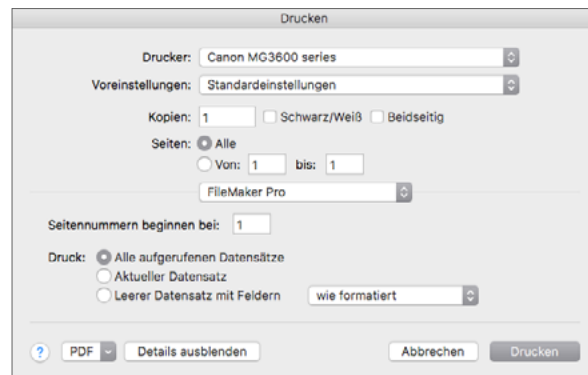 Drucken
Drucker: Canon MG3600 series
Voreinstellungen: Standardeinstellungen
Kopien: 1 Schwarz/Weiß Beidseitig
Seiten: Alle
Von: 1 bis: 1
FileMaker Pro
Seitennummern beginnen bei: 1
Druck: Alle aufgerufenen Datensätze
Aktueller Datensatz
Leerer Datensatz mit Feldern wie formatiert
? PDF Details ausblenden Abbrechen Drucken